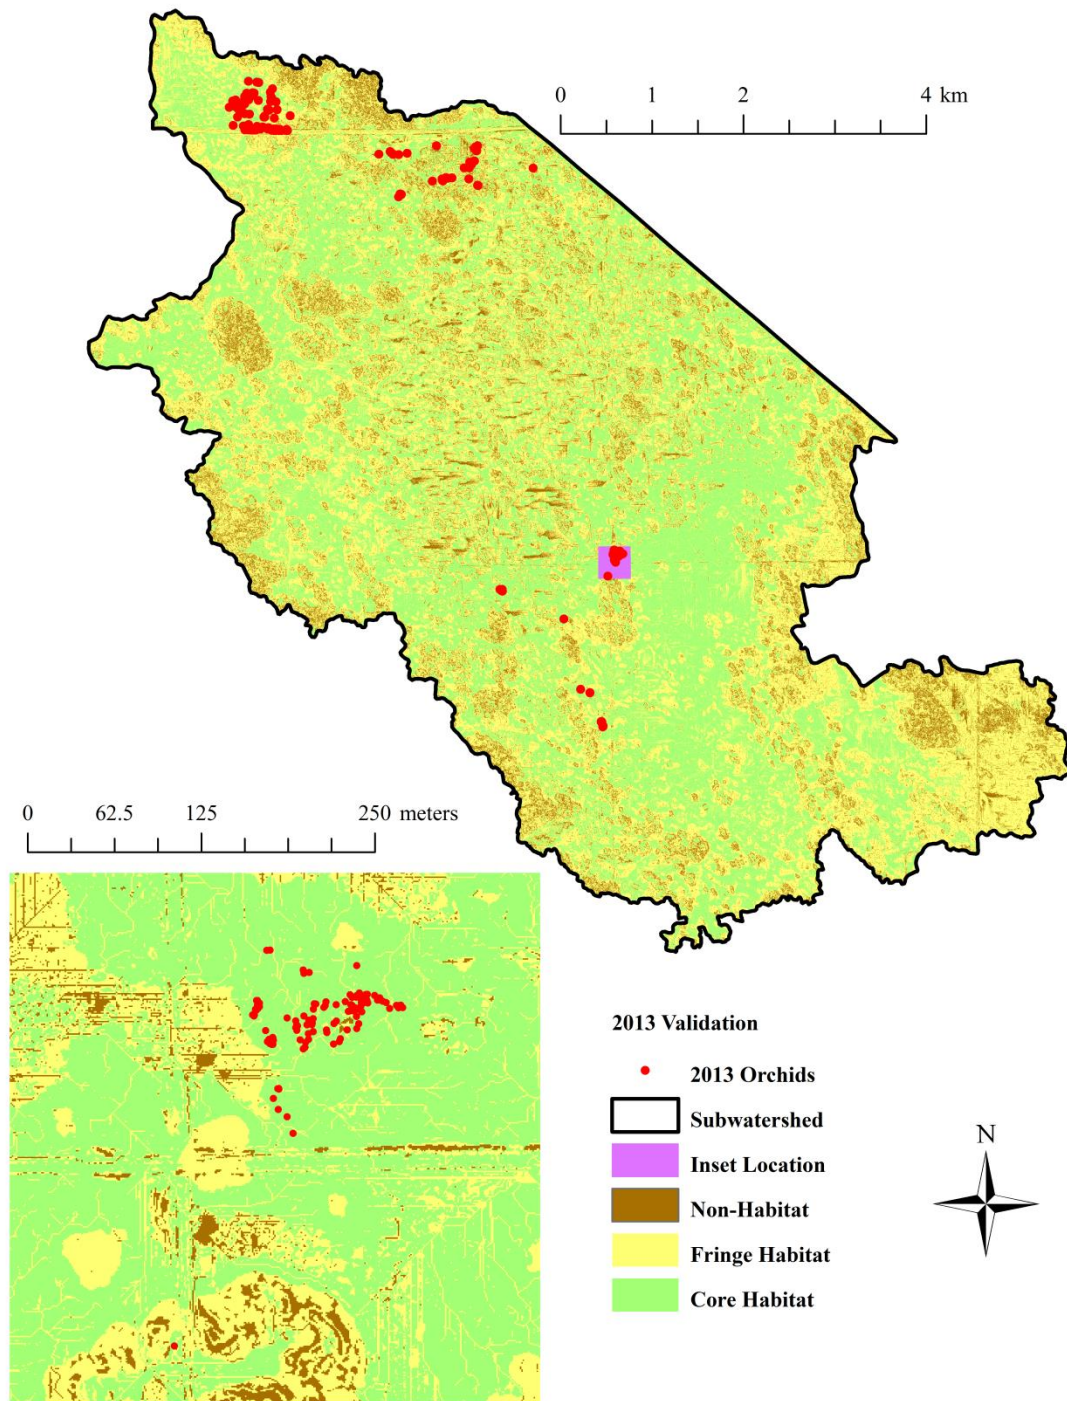 0 1 2 4 km
0 62.5 125 250 meters
2013 Validation
2013 Orchids
Subwatershed
Inset Location
Non-Habitat
Fringe Habitat
Core Habitat
N